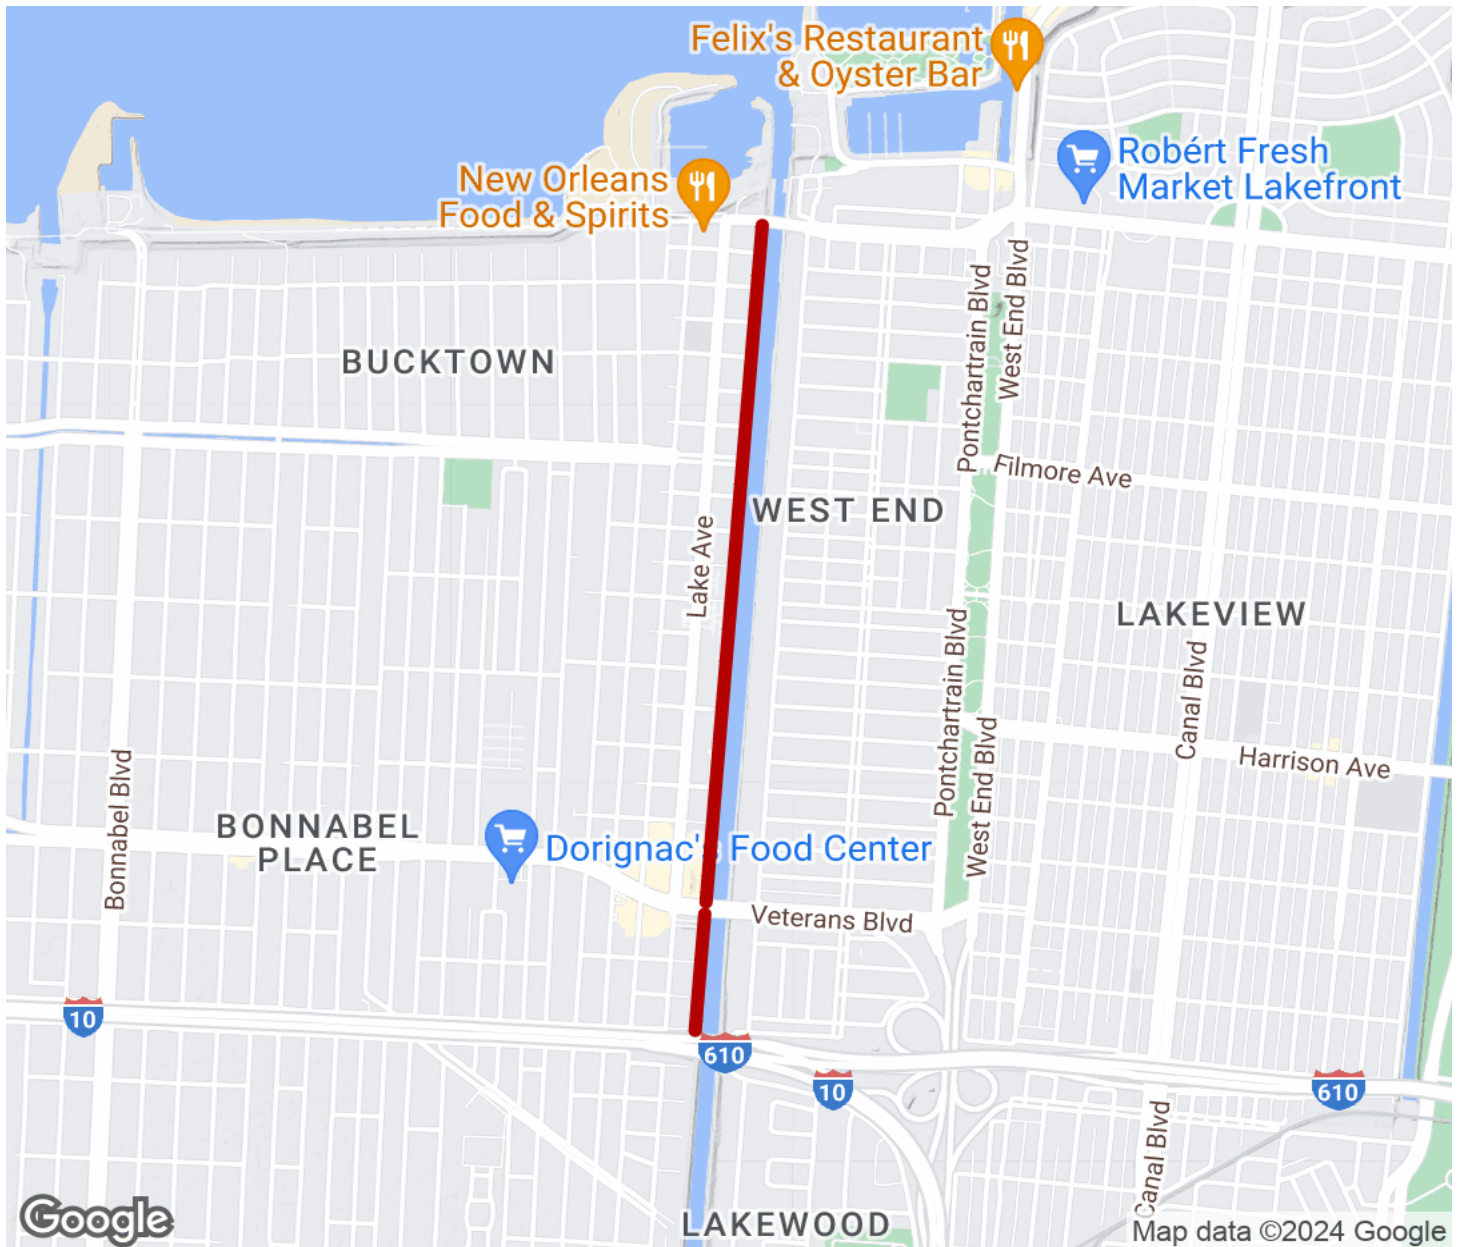 Felix's Restaurant
& Oyster Bar
Robért Fresh
Market Lakefront
New Orleans
Food & Spirits
Pontchartrain Blvd
West End Blvd
BUCKTOWN
Filmore Ave
WEST END
Lake Ave
LAKEVIEW
Pontchartrain Blvd
Canal Blvd
West End Blvd
Harrison Ave
Bonnabel Blvd
BONNABEL
PLACE
Dorignac's Food Center
Veterans Blvd
10
610
10
610
Canal Blvd
LAKEWOOD
Google
Map data ©2024 Google